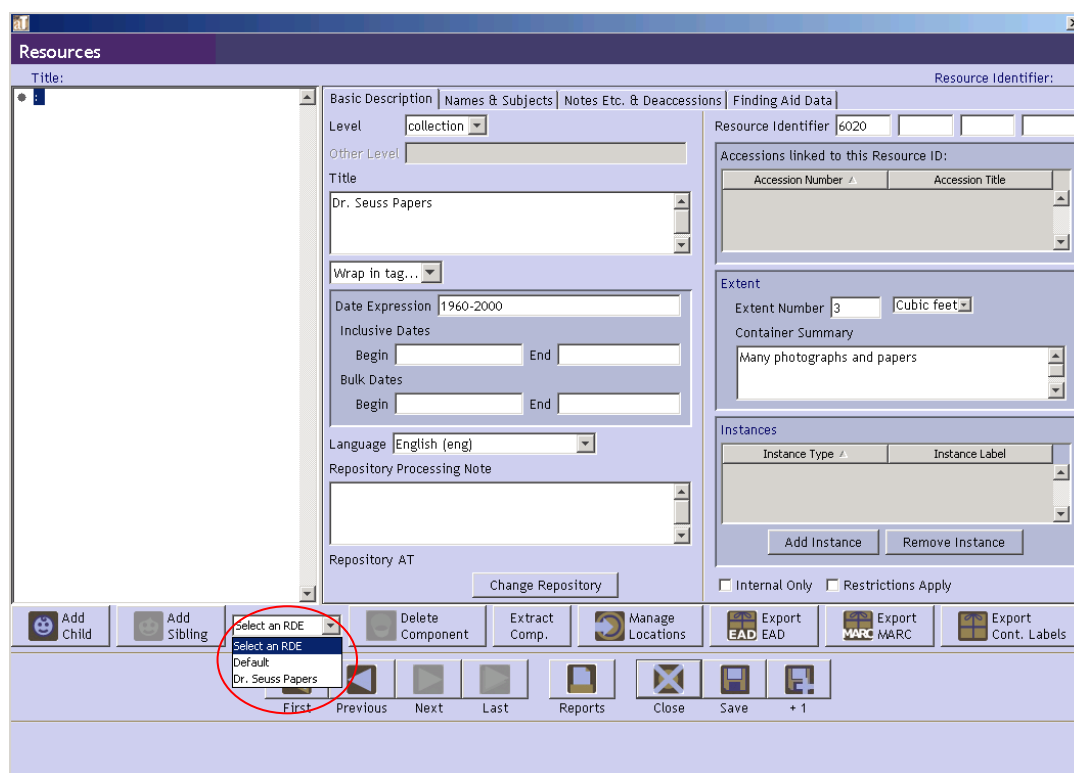 aT
Resources
Title:
Resource Identifier:
:
Basic Description
Names & Subjects
Notes Etc. & Deaccessions
Finding Aid Data
Level
collection
Other Level
Title
Dr. Seuss Papers
Wrap in tag...
Date Expression
1960-2000
Inclusive Dates
Begin
End
Bulk Dates
Begin
End
Language
English (eng)
Repository Processing Note
Repository AT
Change Repository
Resource Identifier
6020
Accessions linked to this Resource ID:
Accession Number
Accession Title
Extent
Extent Number
3
Cubic feet
Container Summary
Many photographs and papers
Instances
Instance Type
Instance Label
Add Instance
Remove Instance
Internal Only
Restrictions Apply
Add
Child
Add
Sibling
Select an RDE
Select an RDE
Default
Dr. Seuss Papers
Delete
Component
Extract
Comp.
Manage
Locations
EAD
Export
EAD
MARC
Export
MARC
Export
Cont. Labels
First
Previous
Next
Last
Reports
Close
Save
+ 1